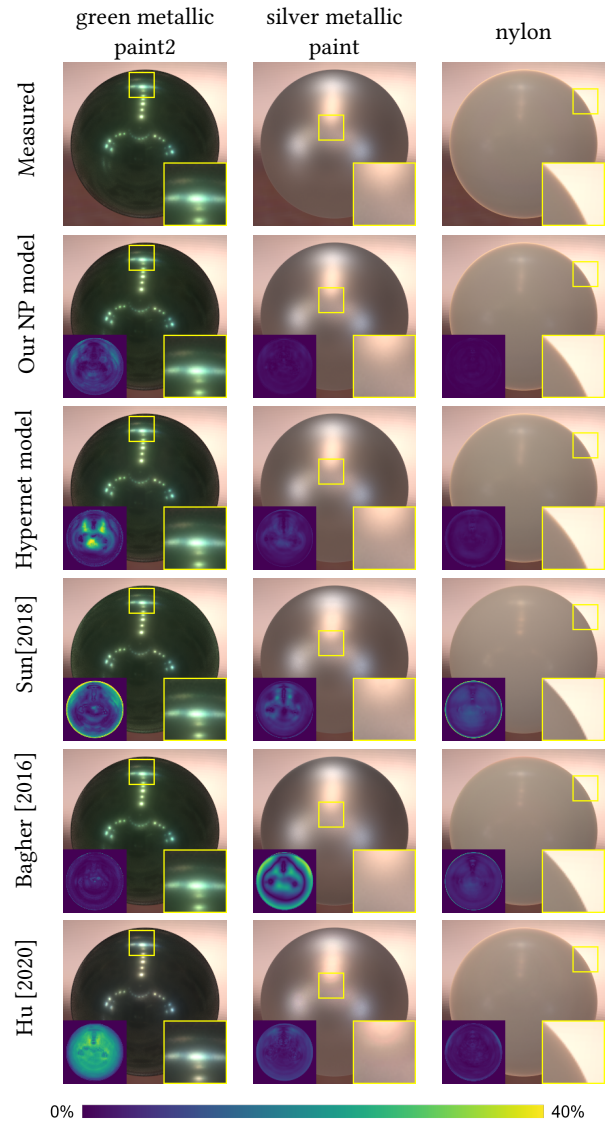 green metallic
paint2
silver metallic
paint
nylon
Measured
Our NP model
Hypernet model
Sun[2018]
Bagher [2016]
Hu [2020]
0%
40%